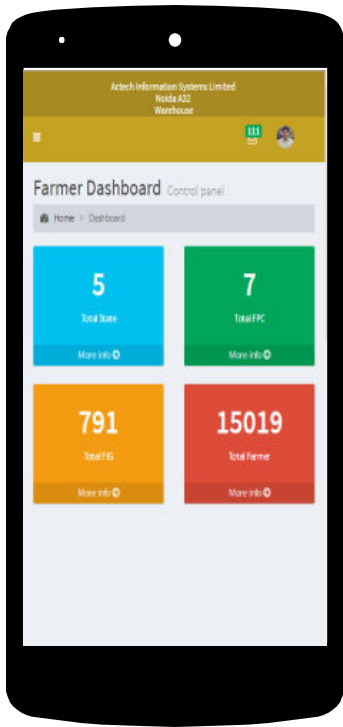 Actech Information Systems Limited
Noida A32
Warehouse
111
Farmer Dashboard Control panel
Home > Dashboard
5
Total State
More info
7
Total FPC
More info
791
Total FIG
More info
15019
Total Farmer
More info